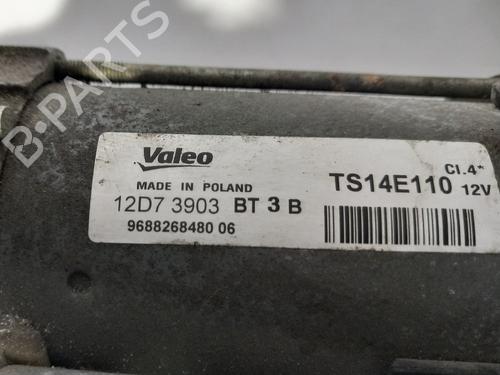 B-PARTS
Valeo
MADE IN POLAND
TS14E110
Cl.4*
12V
12D7 3903 BT 3 B
9688268480 06